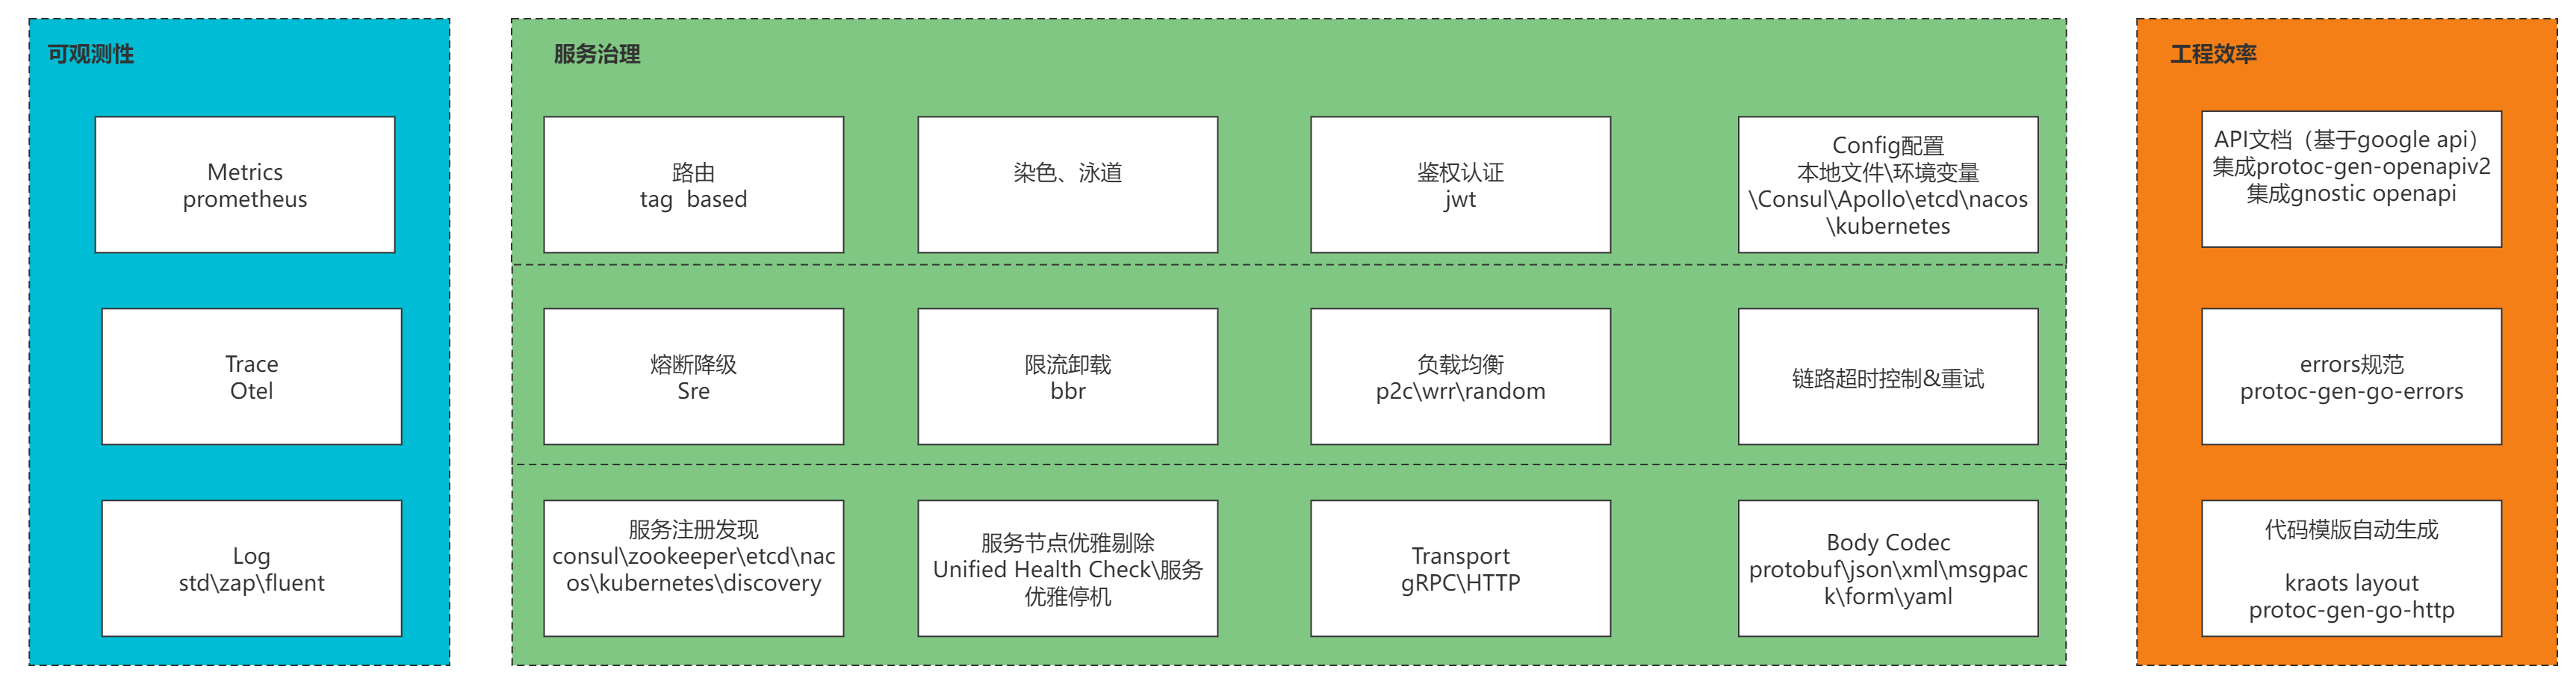 可观测性
Metrics
prometheus
Trace
Otel
Log
std\zap\fluent
服务治理
路由
tag  based
染色、泳道
鉴权认证
jwt
Config配置
本地文件\环境变量
\Consul\Apollo\etcd\nacos
\kubernetes
熔断降级
Sre
限流卸载
bbr
负载均衡
p2c\wrr\random
链路超时控制&重试
服务注册发现
consul\zookeeper\etcd\nac
os\kubernetes\discovery
服务节点优雅剔除
Unified Health Check\服务
优雅停机
Transport
gRPC\HTTP
Body Codec
protobuf\json\xml\msgpac
k\form\yaml
工程效率
API文档（基于google api）
集成protoc-gen-openapiv2
集成gnostic openapi
errors规范
protoc-gen-go-errors
代码模版自动生成
kraots layout
protoc-gen-go-http